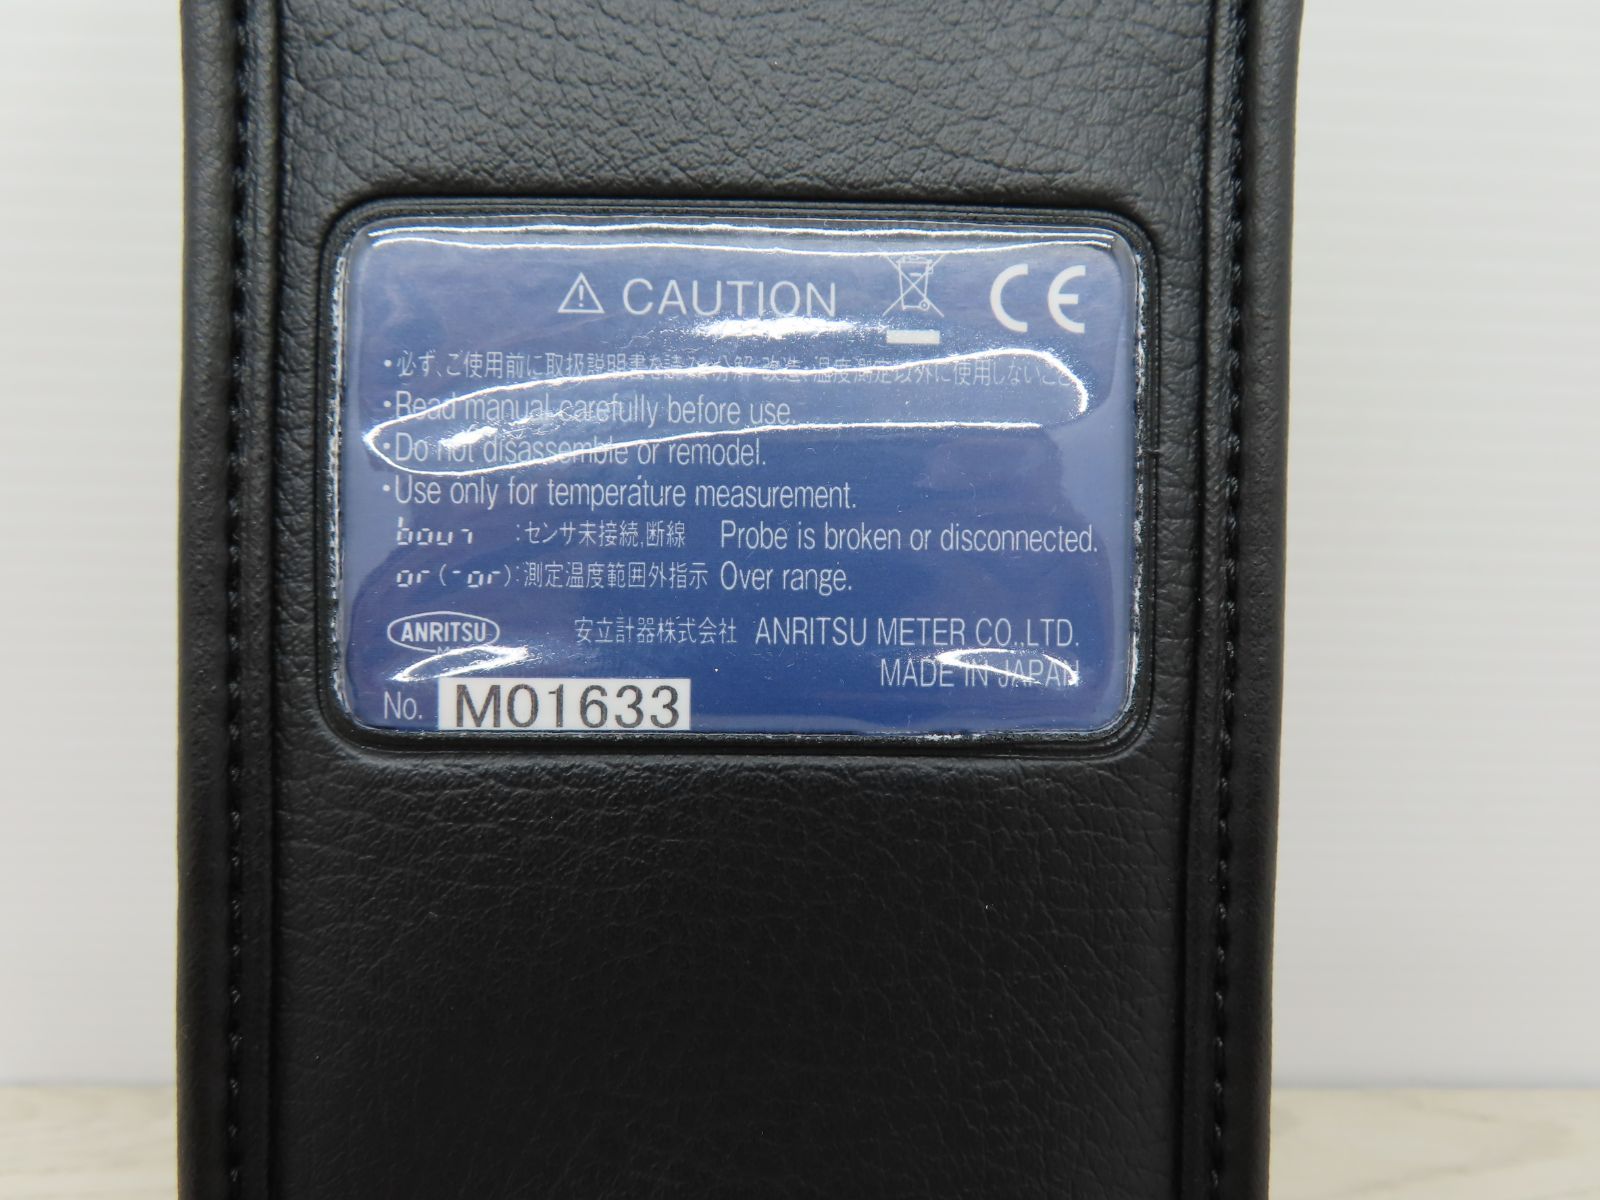 ⚠ CAUTION CE
・必ず、ご使用前に取扱説明書を読み、分解、改造、温度測定以外に使用しないこと
・Read manual carefully before use.
・Do not disassemble or remodel.
・Use only for temperature measurement.
bouт :センサ未接続,断線 Probe is broken or disconnected.
or(-or):測定温度範囲外指示 Over range.
ANRITSU 安立計器株式会社 ANRITSU METER CO.,LTD.
MADE IN JAPAN
No. M01633